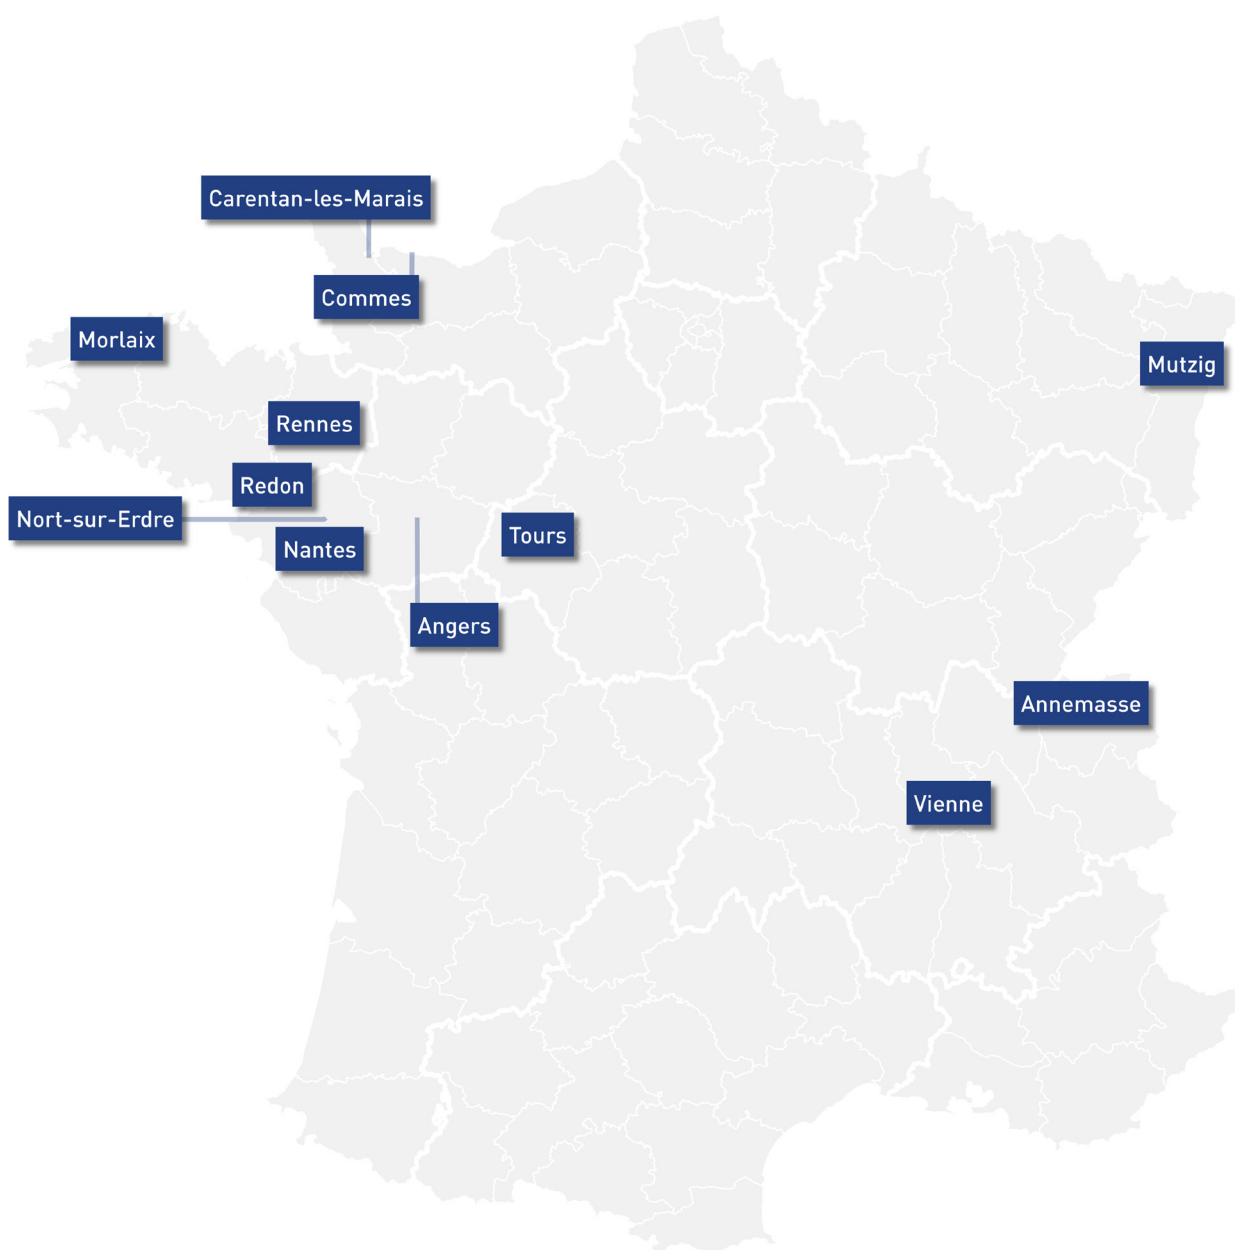 Carentan-les-Marais
Commes
Morlaix
Mutzig
Rennes
Redon
Nort-sur-Erdre
Tours
Nantes
Angers
Annemasse
Vienne